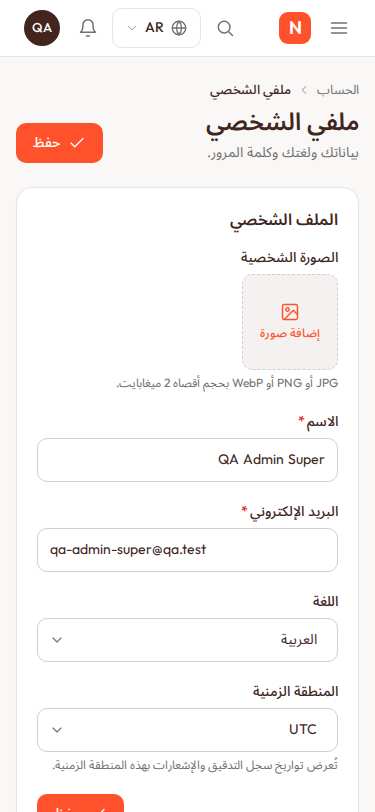 N
AR
QA
الحساب
ملفي الشخصي
ملفي الشخصي
بياناتك ولغتك وكلمة المرور.
حفظ
الملف الشخصي
الصورة الشخصية
إضافة صورة
JPG أو PNG أو WebP بحجم أقصاه 2 ميغابايت.
الاسم *
QA Admin Super
البريد الإلكتروني *
qa-admin-super@qa.test
اللغة
العربية
المنطقة الزمنية
UTC
تُعرض تواريخ سجل التدقيق والإشعارات بهذه المنطقة الزمنية.